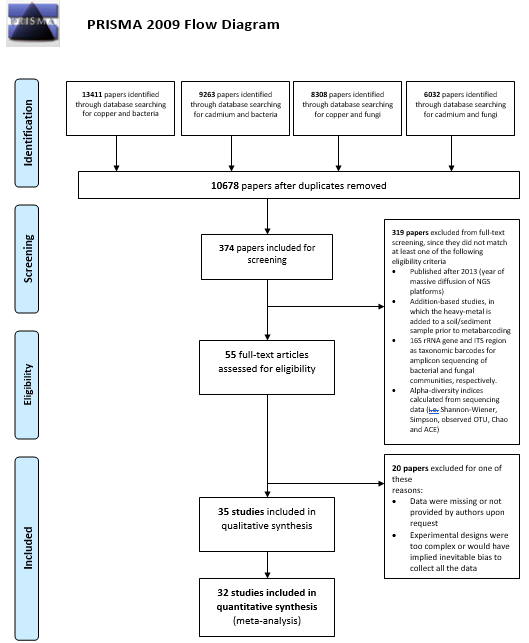 PRISMA
PRISMA 2009 Flow Diagram
Identification
13411 papers identified
through database searching
for copper and bacteria
9263 papers identified
through database searching
for cadmium and bacteria
8308 papers identified
through database searching
for copper and fungi
6032 papers identified
through database searching
for cadmium and fungi
10678 papers after duplicates removed
Screening
374 papers included for
screening
319 papers excluded from full-text
screening, since they did not match
at least one of the following
eligibility criteria
• Published after 2013 (year of
massive diffusion of NGS
platforms)
• Addition-based studies, in
which the heavy-metal is
added to a soil/sediment
sample prior to metabarcoding
• 16S rRNA gene and ITS region
as taxonomic barcodes for
amplicon sequencing of
bacterial and fungal
communities, respectively.
• Alpha-diversity indices
calculated from sequencing
data (i.e. Shannon-Wiener,
Simpson, observed OTU, Chao
and ACE)
Eligibility
55 full-text articles
assessed for eligibility
20 papers excluded for one of
these
reasons:
• Data were missing or not
provided by authors upon
request
• Experimental designs were
too complex or would have
implied inevitable bias to
collect all the data
Included
35 studies included in
qualitative synthesis
32 studies included in
quantitative synthesis
(meta-analysis)